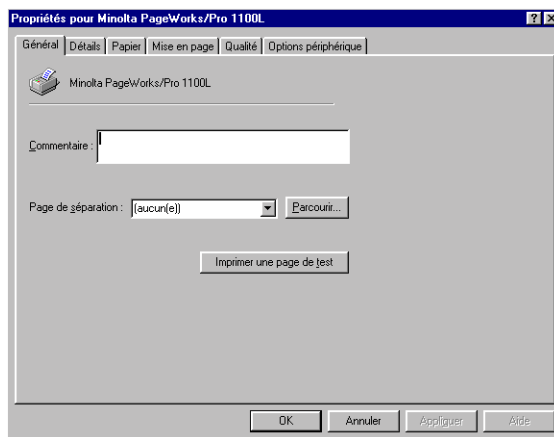 Propriétés pour Minolta PageWorks/Pro 1100L
Général Détails Papier Mise en page Qualité Options périphérique
Minolta PageWorks/Pro 1100L
Commentaire :
Page de séparation : (aucun(e)) Parcourir...
Imprimer une page de test
OK Annuler Appliquer Aide